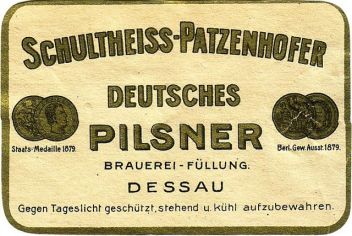 SCHULTHEISS-PATZENHOFER
DEUTSCHES
PILSNER
Staats-Medaille 1879.
Berl. Gew. Ausst. 1879.
BRAUEREI-FÜLLUNG.
DESSAU
Gegen Tageslicht geschützt, stehend u. kühl aufzubewahren.